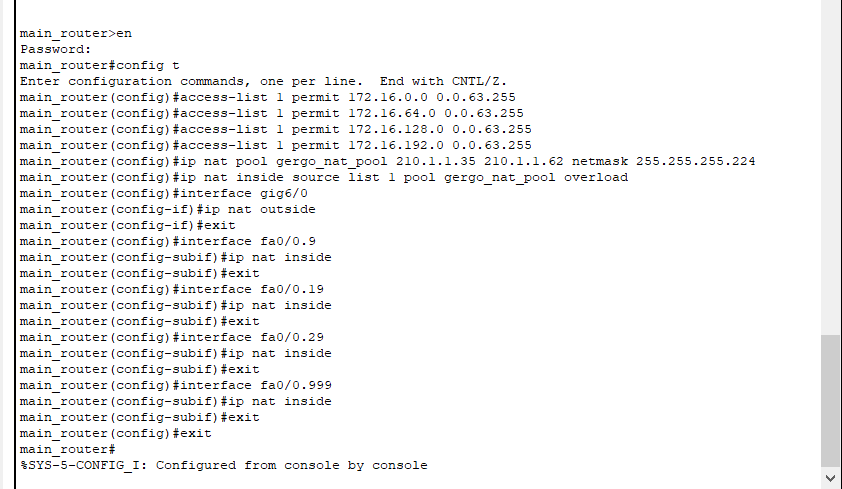 main_router>en
Password:
main_router#config t
Enter configuration commands, one per line.  End with CNTL/Z.
main_router(config)#access-list 1 permit 172.16.0.0 0.0.63.255
main_router(config)#access-list 1 permit 172.16.64.0 0.0.63.255
main_router(config)#access-list 1 permit 172.16.128.0 0.0.63.255
main_router(config)#access-list 1 permit 172.16.192.0 0.0.63.255
main_router(config)#ip nat pool gergo_nat_pool 210.1.1.35 210.1.1.62 netmask 255.255.255.224
main_router(config)#ip nat inside source list 1 pool gergo_nat_pool overload
main_router(config)#interface gig6/0
main_router(config-if)#ip nat outside
main_router(config-if)#exit
main_router(config)#interface fa0/0.9
main_router(config-subif)#ip nat inside
main_router(config-subif)#exit
main_router(config)#interface fa0/0.19
main_router(config-subif)#ip nat inside
main_router(config-subif)#exit
main_router(config)#interface fa0/0.29
main_router(config-subif)#ip nat inside
main_router(config-subif)#exit
main_router(config)#interface fa0/0.999
main_router(config-subif)#ip nat inside
main_router(config-subif)#exit
main_router(config)#exit
main_router#
%SYS-5-CONFIG_I: Configured from console by console